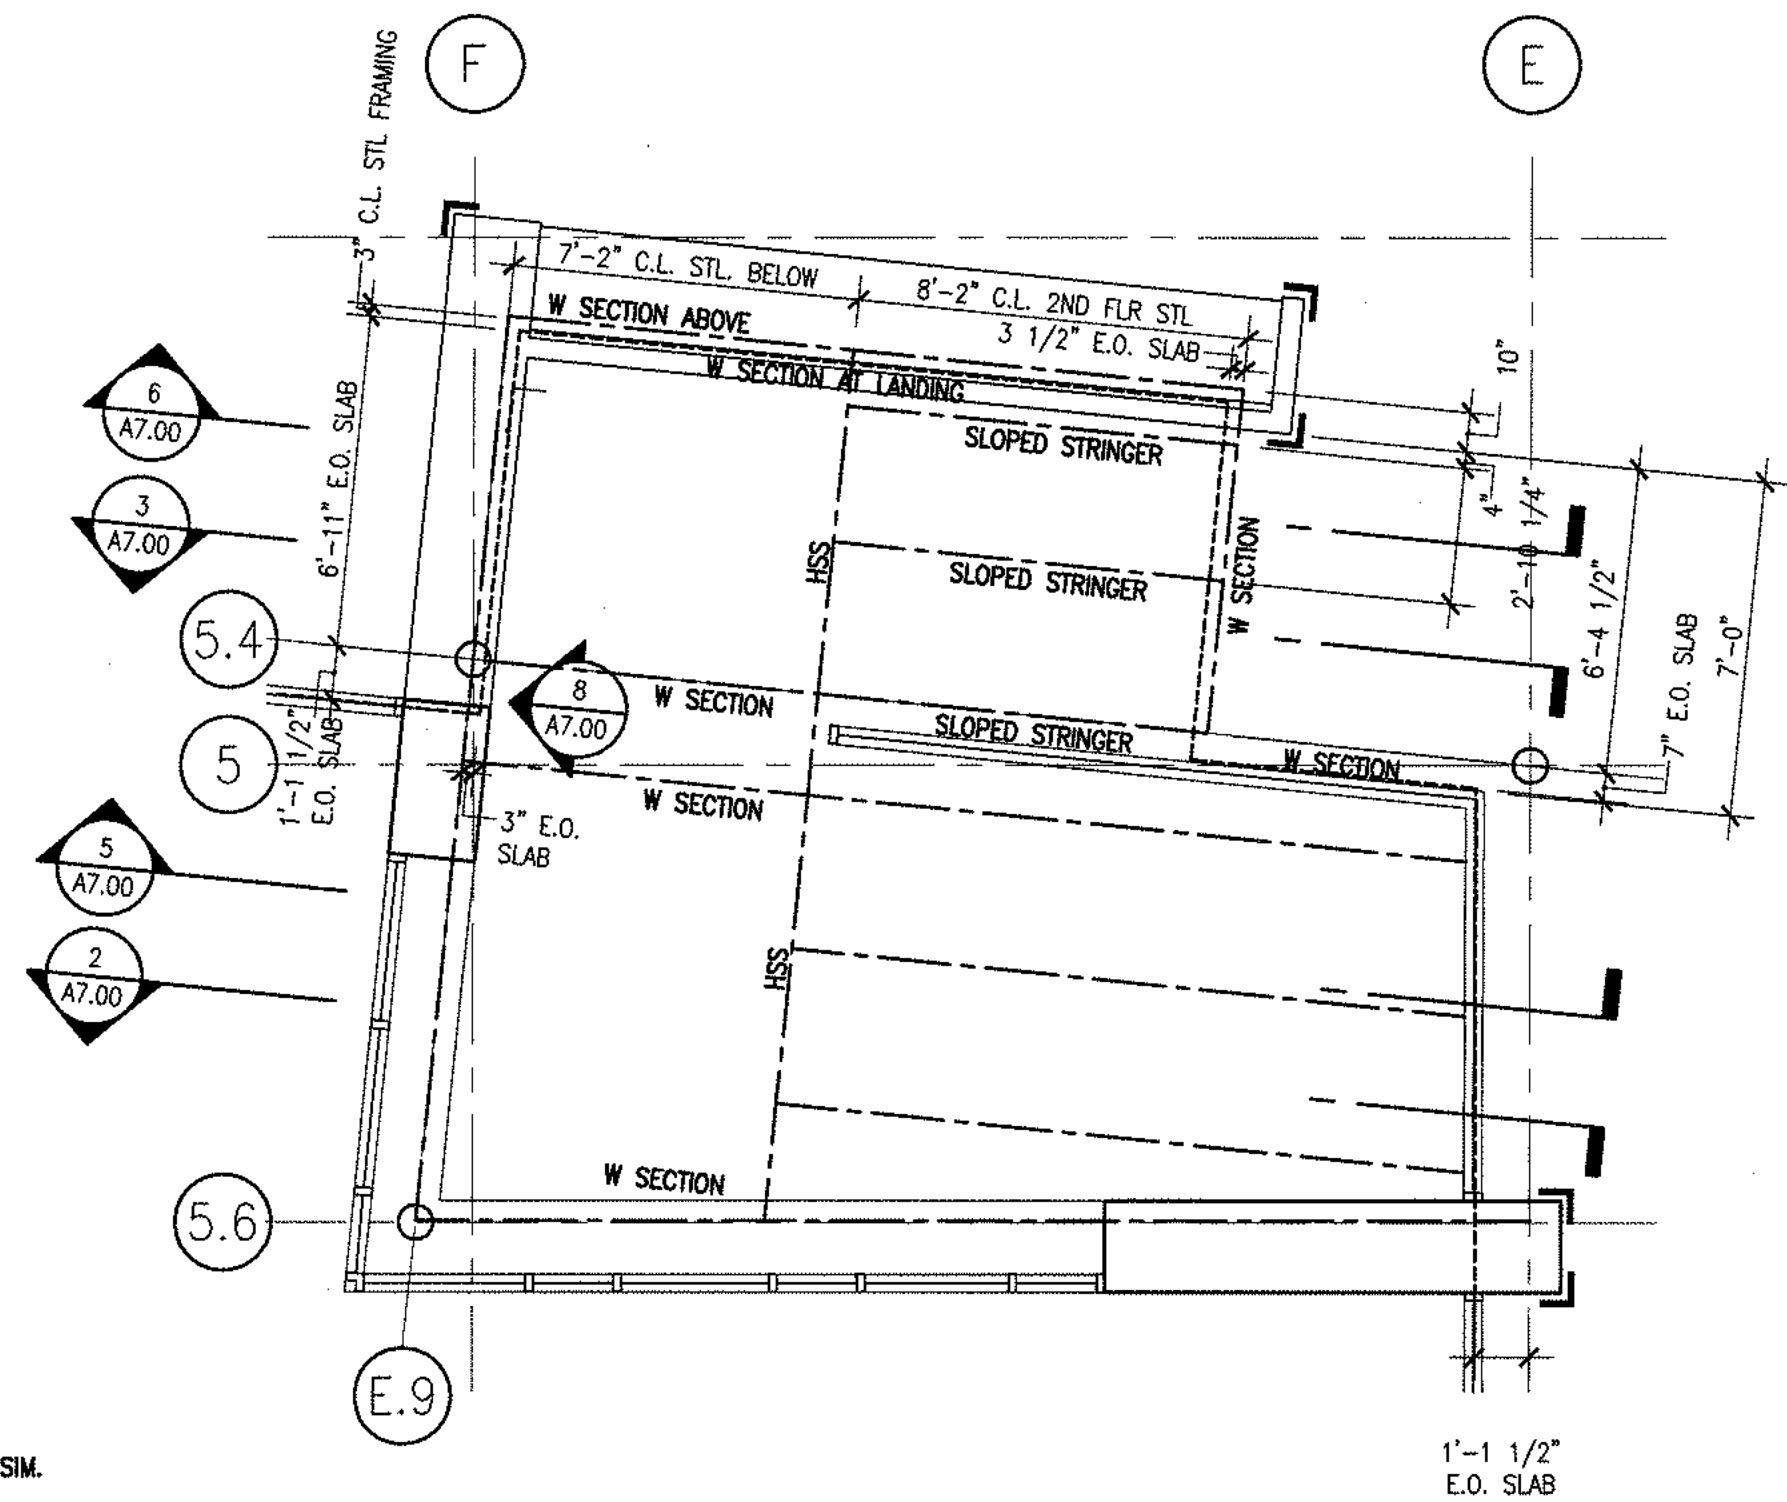 F
E
3" C.L. STL FRAMING
7'-2" C.L. STL. BELOW
8'-2" C.L. 2ND FLR STL
W SECTION ABOVE
3 1/2" E.O. SLAB
W SECTION AT LANDING
10"
6
A7.00
SLOPED STRINGER
6'-11" E.O. SLAB
4"
3
A7.00
2'-10 1/4"
HSS
SLOPED STRINGER
W SECTION
6'-4 1/2"
7" E.O. SLAB
7'-0"
5.4
8
A7.00
W SECTION
SLOPED STRINGER
5
1'-1 1/2"
E.O. SLAB
W SECTION
W SECTION
3" E.O.
SLAB
5
A7.00
2
A7.00
HSS
W SECTION
5.6
E.9
1'-1 1/2"
E.O. SLAB
SIM.